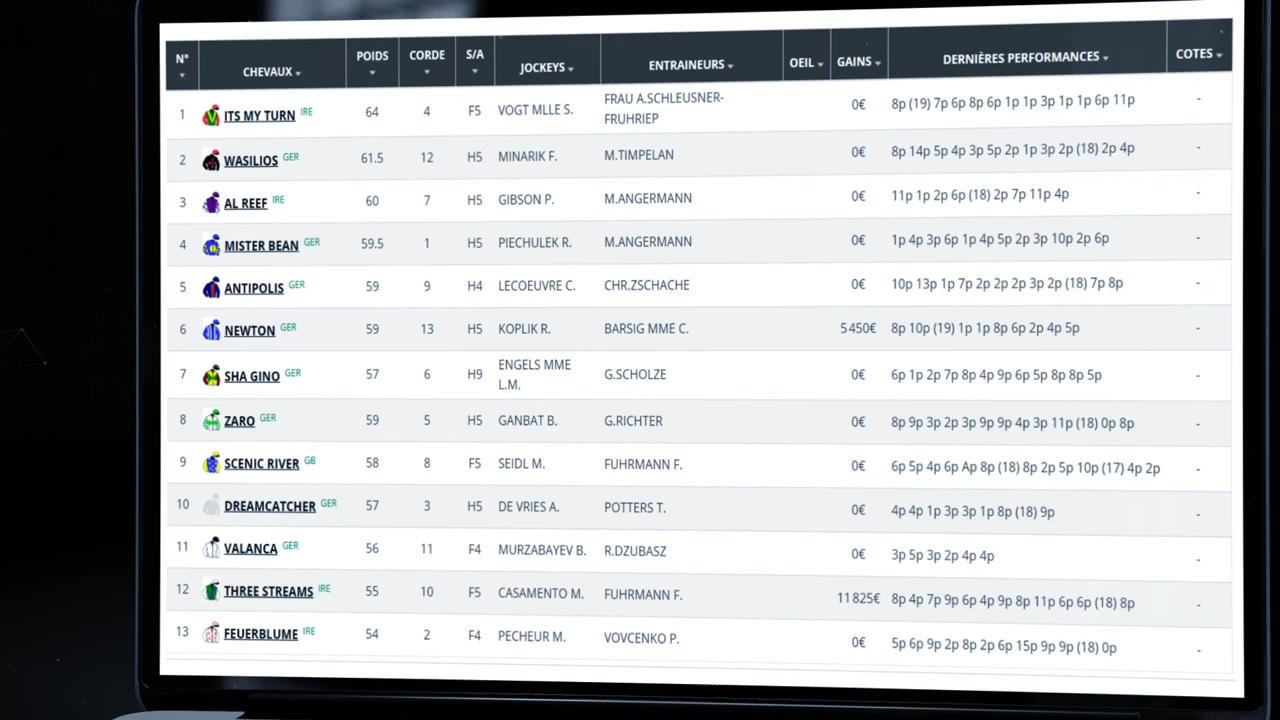 N° CHEVAUX POIDS CORDE S/A JOCKEYS ENTRAINEURS OEIL GAINS DERNIÈRES PERFORMANCES COTES
1 ITS MY TURN IRE 64 4 F5 VOGT MLLE S. FRAU A.SCHLEUSNER-
FRUHRIEP 0€ 8p (19) 7p 6p 8p 6p 1p 1p 3p 1p 1p 6p 11p -
2 WASILIOS GER 61.5 12 H5 MINARIK F. M.TIMPELAN 0€ 8p 14p 5p 4p 3p 5p 2p 1p 3p 2p (18) 2p 4p -
3 AL REEF IRE 60 7 H5 GIBSON P. M.ANGERMANN 0€ 11p 1p 2p 6p (18) 2p 7p 11p 4p -
4 MISTER BEAN GER 59.5 1 H5 PIECHULEK R. M.ANGERMANN 0€ 1p 4p 3p 6p 1p 4p 5p 2p 3p 10p 2p 6p -
5 ANTIPOLIS GER 59 9 H4 LECOEUVRE C. CHR.ZSCHACHE 0€ 10p 13p 1p 7p 2p 2p 2p 3p 2p (18) 7p 8p -
6 NEWTON GER 59 13 H5 KOPLIK R. BARSIG MME C. 5 450€ 8p 10p (19) 1p 1p 8p 6p 2p 4p 5p -
7 SHA GINO GER 57 6 H9 ENGELS MME
L.M. G.SCHOLZE 0€ 6p 1p 2p 7p 8p 4p 9p 6p 5p 8p 8p 5p -
8 ZARO GER 59 5 H5 GANBAT B. G.RICHTER 0€ 8p 9p 3p 2p 3p 9p 9p 4p 3p 11p (18) 0p 8p -
9 SCENIC RIVER GB 58 8 F5 SEIDL M. FUHRMANN F. 0€ 6p 5p 4p 6p Ap 8p (18) 8p 2p 5p 10p (17) 4p 2p -
10 DREAMCATCHER GER 57 3 H5 DE VRIES A. POTTERS T. 0€ 4p 4p 1p 3p 3p 1p 8p (18) 9p -
11 VALANCA GER 56 11 F4 MURZABAYEV B. R.DZUBASZ 0€ 3p 5p 3p 2p 4p 4p -
12 THREE STREAMS IRE 55 10 F5 CASAMENTO M. FUHRMANN F. 11 825€ 8p 4p 7p 9p 6p 4p 9p 8p 11p 6p 6p (18) 8p -
13 FEUERBLUME IRE 54 2 F4 PECHEUR M. VOVCENKO P. 0€ 5p 6p 9p 2p 8p 2p 6p 15p 9p 9p (18) 0p -